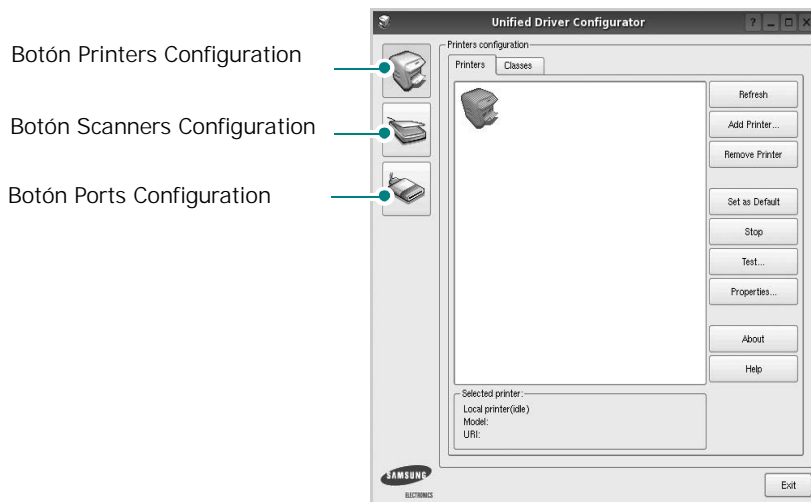 Unified Driver Configurator
Botón Printers Configuration
Botón Scanners Configuration
Botón Ports Configuration
Printers configuration
Printers
Classes
Refresh
Add Printer...
Remove Printer
Set as Default
Stop
Test...
Properties...
About
Help
Selected printer:
Local printer(idle)
Model:
URI:
SAMSUNG
ELECTRONICS
Exit